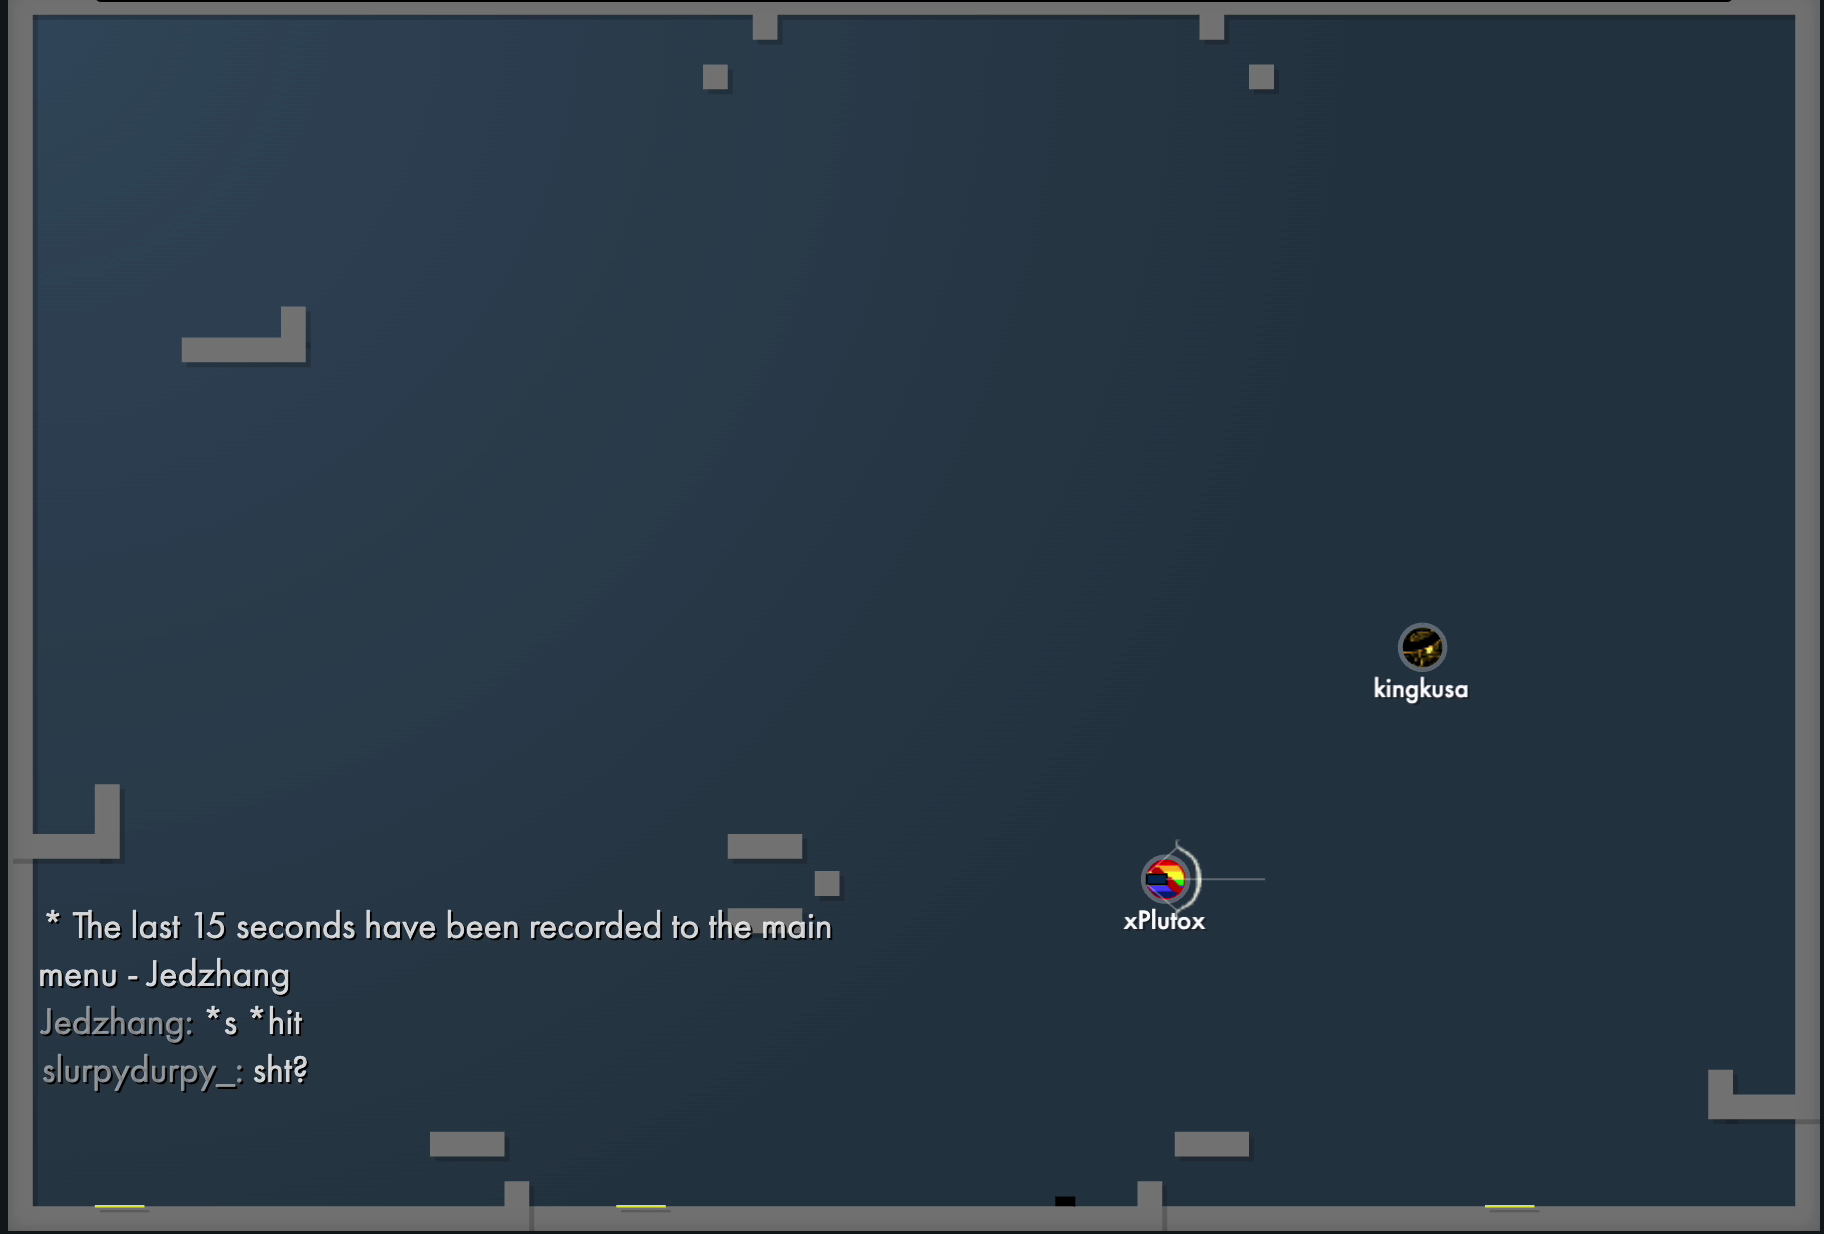 kingkusa
xPlutox
* The last 15 seconds have been recorded to the main
menu - Jedzhang
Jedzhang: *s *hit
slurpydurpy_: sht?